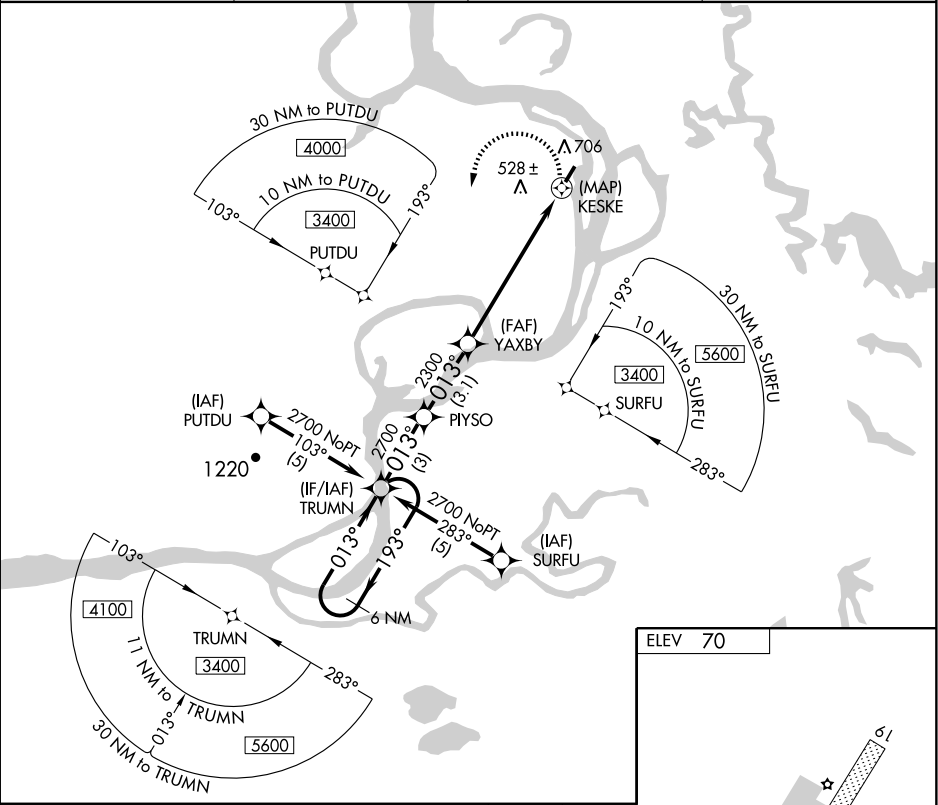 30 NM to PUTDU
4000
10 NM to PUTDU
3400
103°
193°
PUTDU
706
528 ±
(MAP)
KESKE
193°
30 NM to SURFU
5600
10 NM to SURFU
3400
SURFU
283°
(FAF)
YAXBY
2300
013°
(3.1)
PIYSO
(IAF)
PUTDU
2700 NoPT
103°
(5)
1220
2700
013°
(3)
(IF/IAF)
TRUMN
2700 NoPT
283°
(5)
(IAF)
SURFU
013°
193°
6 NM
103°
4100
TRUMN
11 NM to TRUMN
3400
283°
013°
30 NM to TRUMN
5600
ELEV 70
19